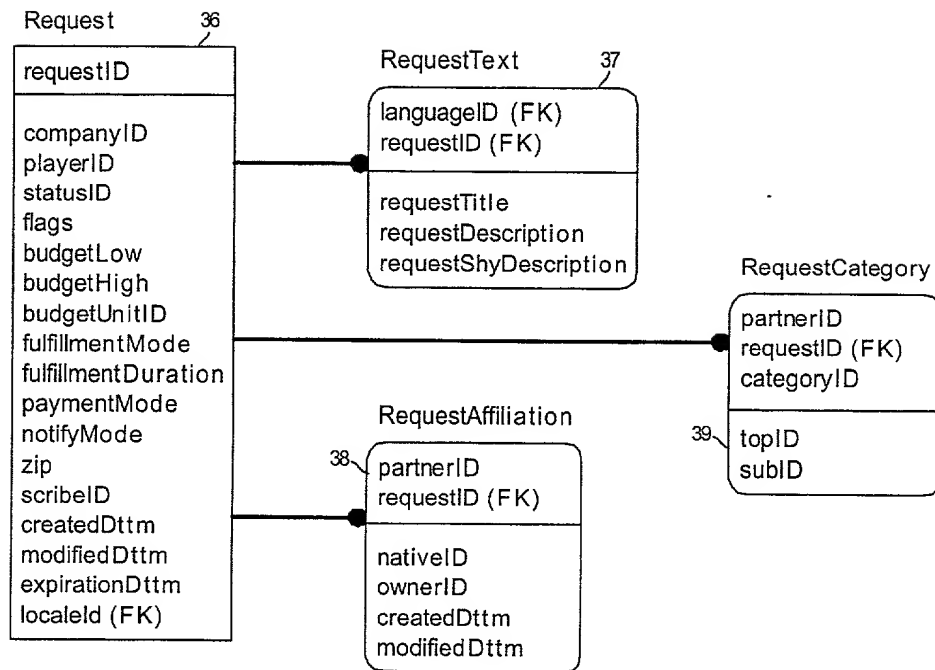 Request
36
requestID
companyID
playerID
statusID
flags
budgetLow
budgetHigh
budgetUnitID
fulfillmentMode
fulfillmentDuration
paymentMode
notifyMode
zip
scribeID
createdDttm
modifiedDttm
expirationDttm
localeId (FK)
RequestText
37
languageID (FK)
requestID (FK)
requestTitle
requestDescription
requestShyDescription
RequestCategory
partnerID
requestID (FK)
categoryID
39
topID
subID
RequestAffiliation
38
partnerID
requestID (FK)
nativeID
ownerID
createdDttm
modifiedDttm